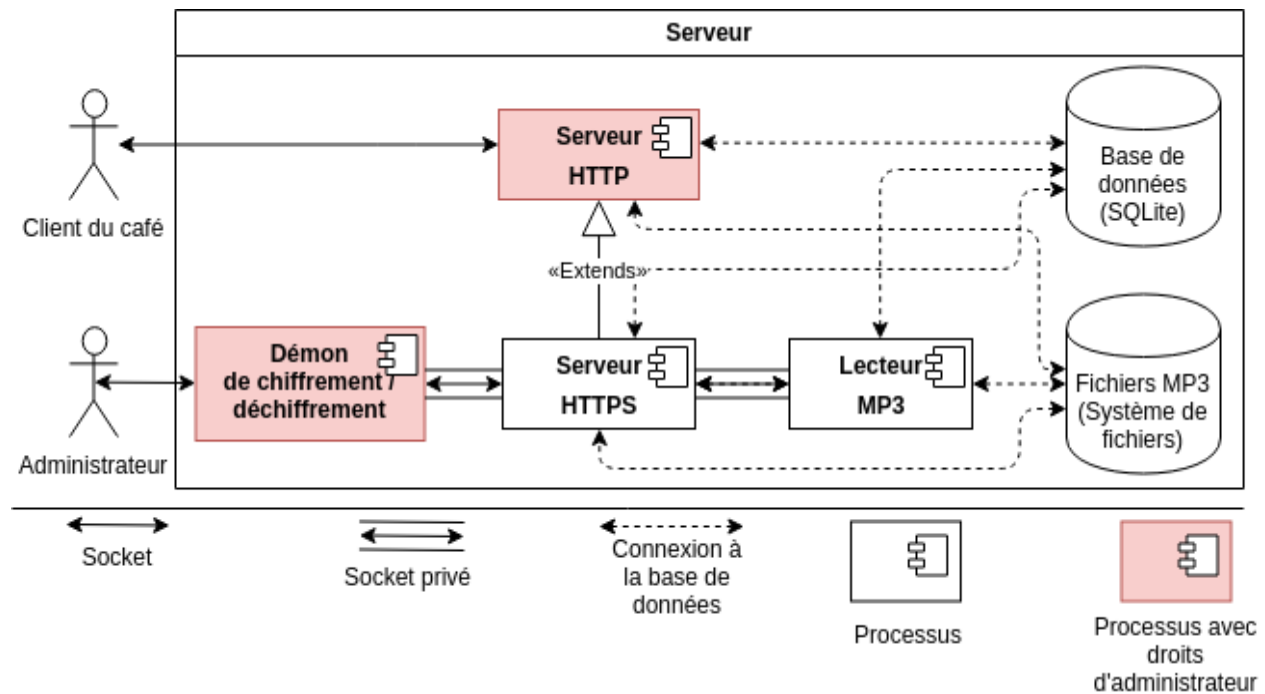 Serveur
Serveur
HTTP
Base de
données
(SQLite)
Client du café
«Extends»
Démon
de chiffrement /
déchiffrement
Serveur
HTTPS
Lecteur
MP3
Fichiers MP3
(Système de
fichiers)
Administrateur
Socket
Socket privé
Connexion à
la base de
données
Processus
Processus avec
droits
d'administrateur